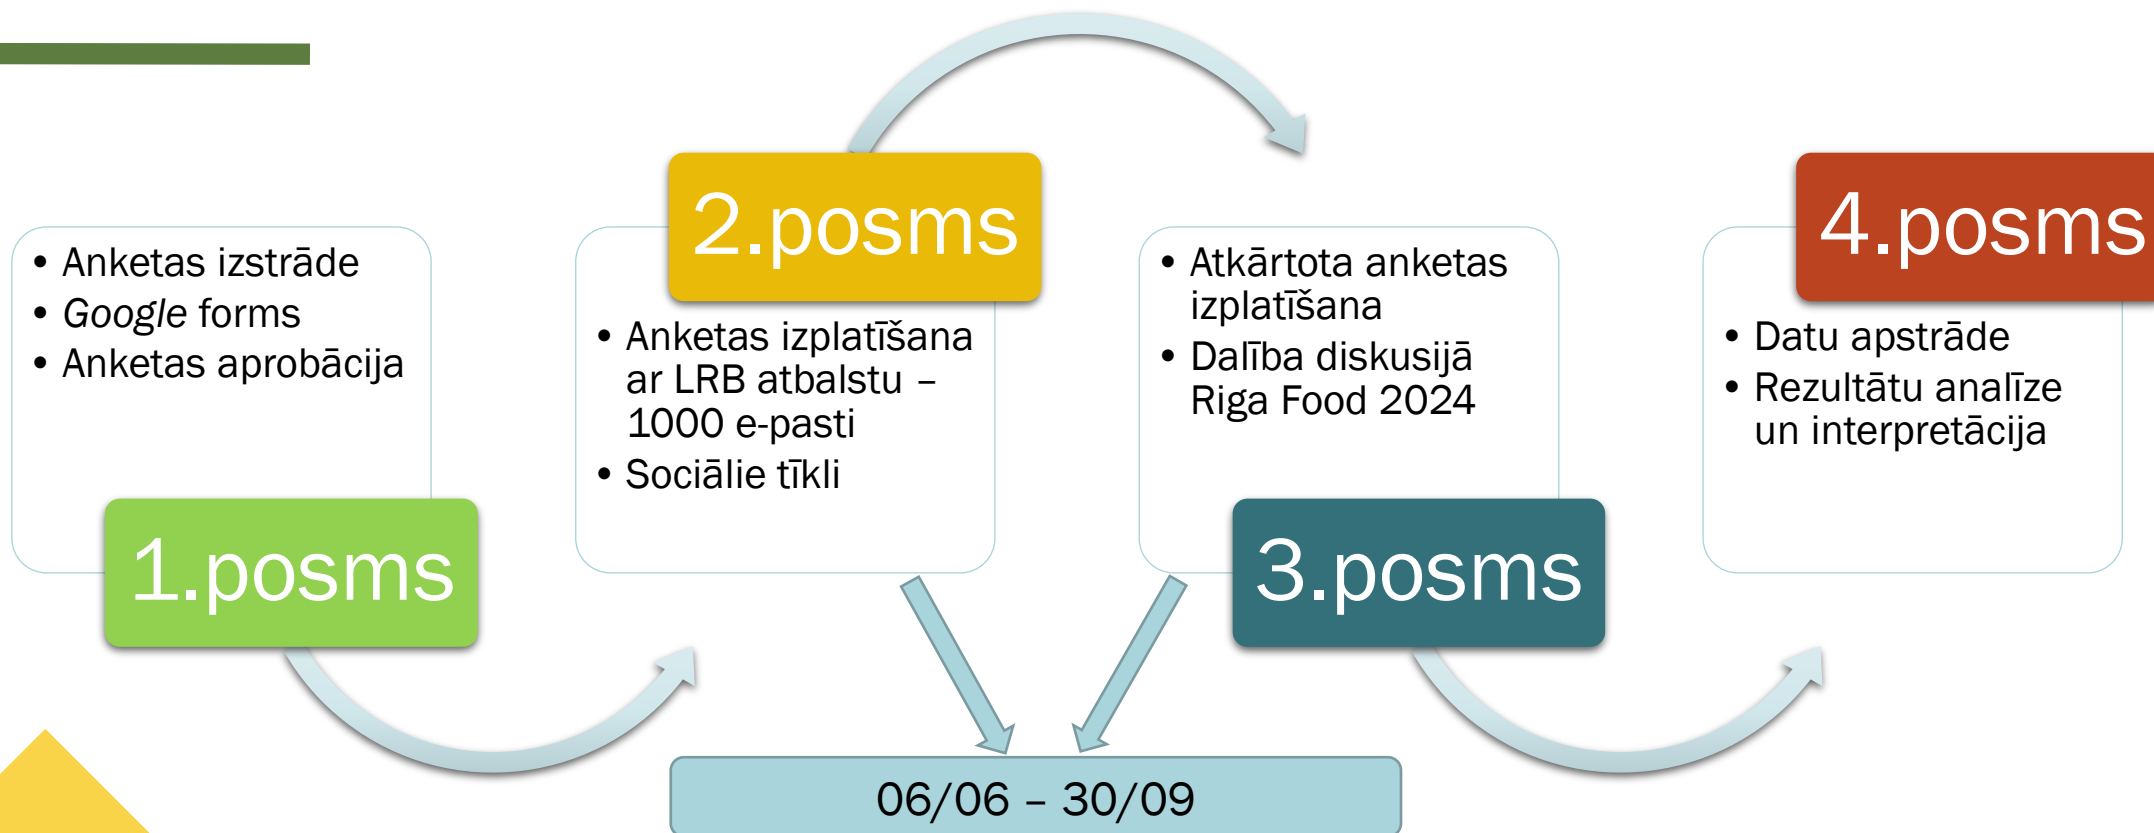 • Anketas izstrāde
• Google forms
• Anketas aprobācija
1.posms
2.posms
• Anketas izplatīšana
ar LRB atbalstu –
1000 e-pasti
• Sociālie tīkli
• Atkārtota anketas
izplatīšana
• Dalība diskusijā
Riga Food 2024
3.posms
4.posms
• Datu apstrāde
• Rezultātu analīze
un interpretācija
06/06 – 30/09